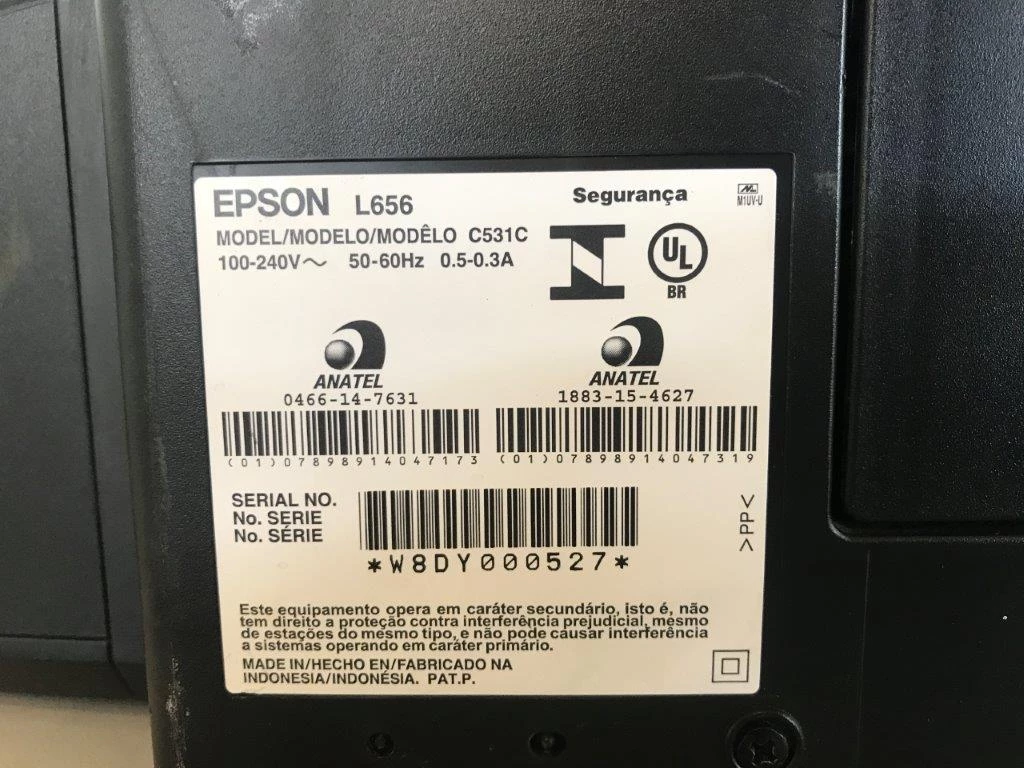 EPSON L656
MODEL/MODELO/MODÊLO C531C
100-240V～ 50-60Hz 0.5-0.3A
Segurança
UL
BR
M1UV-U
ANATEL
0466-14-7631
(01)07898914047173
ANATEL
1883-15-4627
(01)07898914047319
SERIAL NO.
No. SERIE
No. SÉRIE
*W8DY000527*
>PP<
Este equipamento opera em caráter secundário, isto é, não
tem direito a proteção contra interferência prejudicial, mesmo
de estações do mesmo tipo, e não pode causar interferência
a sistemas operando em caráter primário.
MADE IN/HECHO EN/FABRICADO NA
INDONESIA/INDONÉSIA. PAT.P.